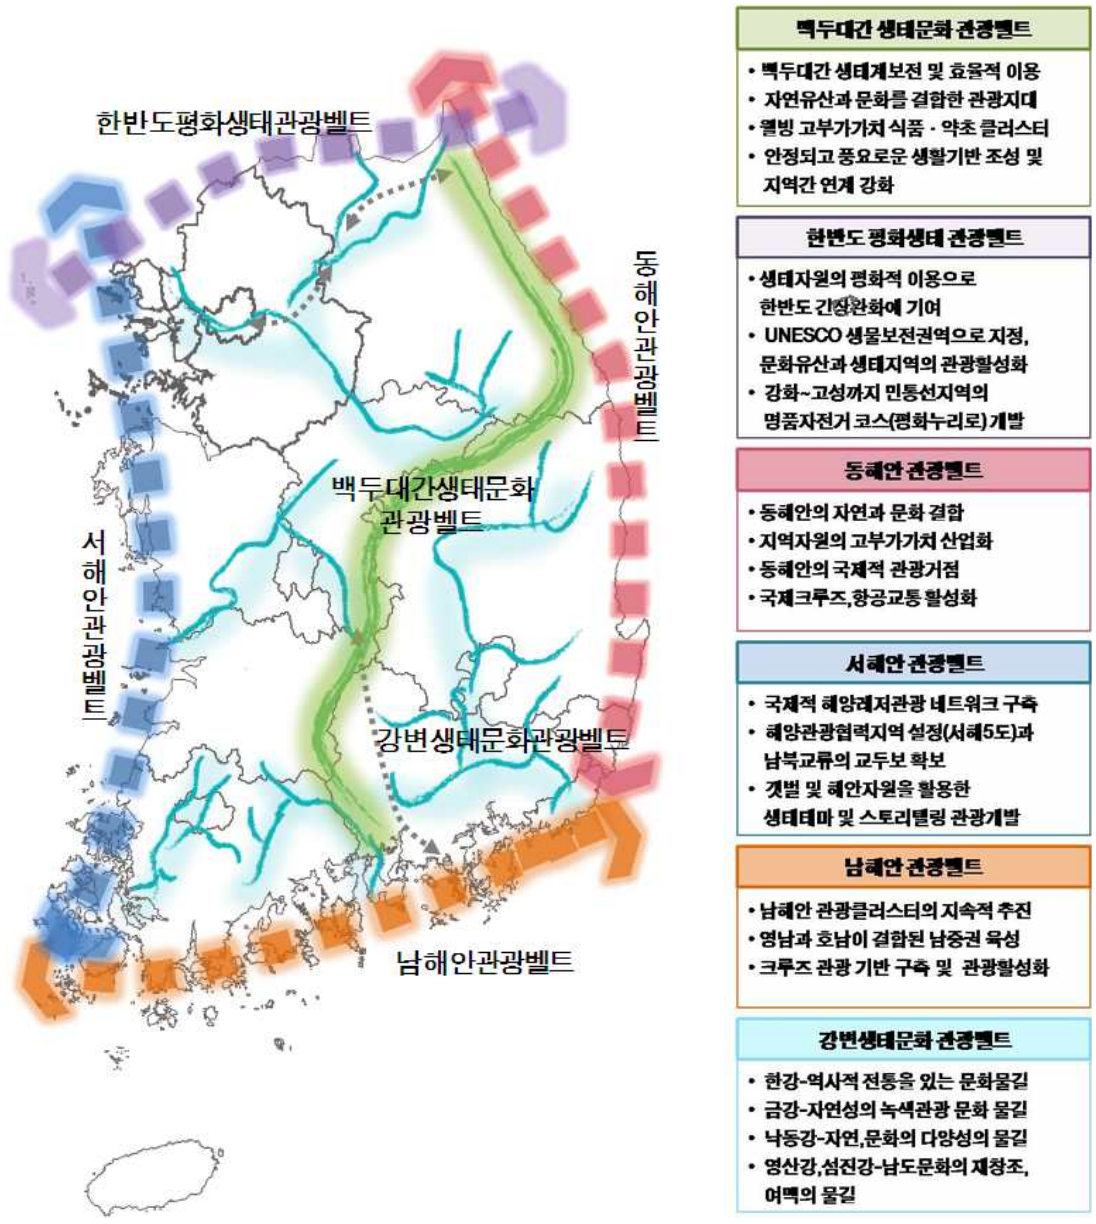 한반도평화생태관광벨트
동해안관광벨트
백두대간생태문화
관광벨트
서해안관광벨트
강변생태문화관광벨트
남해안관광벨트
백두대간 생태문화 관광벨트
• 백두대간 생태계보전 및 효율적 이용
• 자연유산과 문화를 결합한 관광지대
• 웰빙 고부가가치 식품 · 약초 클러스터
• 안정되고 풍요로운 생활기반 조성 및
지역간 연계 강화
한반도 평화생태 관광벨트
• 생태자원의 평화적 이용으로
한반도 긴장완화에 기여
• UNESCO 생물보전권역으로 지정,
문화유산과 생태지역의 관광활성화
• 강화~고성까지 민통선지역의
명품자전거 코스(평화누리로) 개발
동해안 관광벨트
• 동해안의 자연과 문화 결합
• 지역자원의 고부가가치 산업화
• 동해안의 국제적 관광거점
• 국제크루즈,항공교통 활성화
서해안 관광벨트
• 국제적 해양레저관광 네트워크 구축
• 해양관광협력지역 설정(서해5도)과
남북교류의 교두보 확보
• 갯벌 및 해안자원을 활용한
생태테마 및 스토리텔링 관광개발
남해안 관광벨트
• 남해안 관광클러스터의 지속적 추진
• 영남과 호남이 결합된 남중권 육성
• 크루즈 관광 기반 구축 및 관광활성화
강변생태문화 관광벨트
• 한강-역사적 전통을 있는 문화물길
• 금강-자연성의 녹색관광 문화 물길
• 낙동강-자연,문화의 다양성의 물길
• 영산강,섬진강-남도문화의 재창조,
여백의 물길